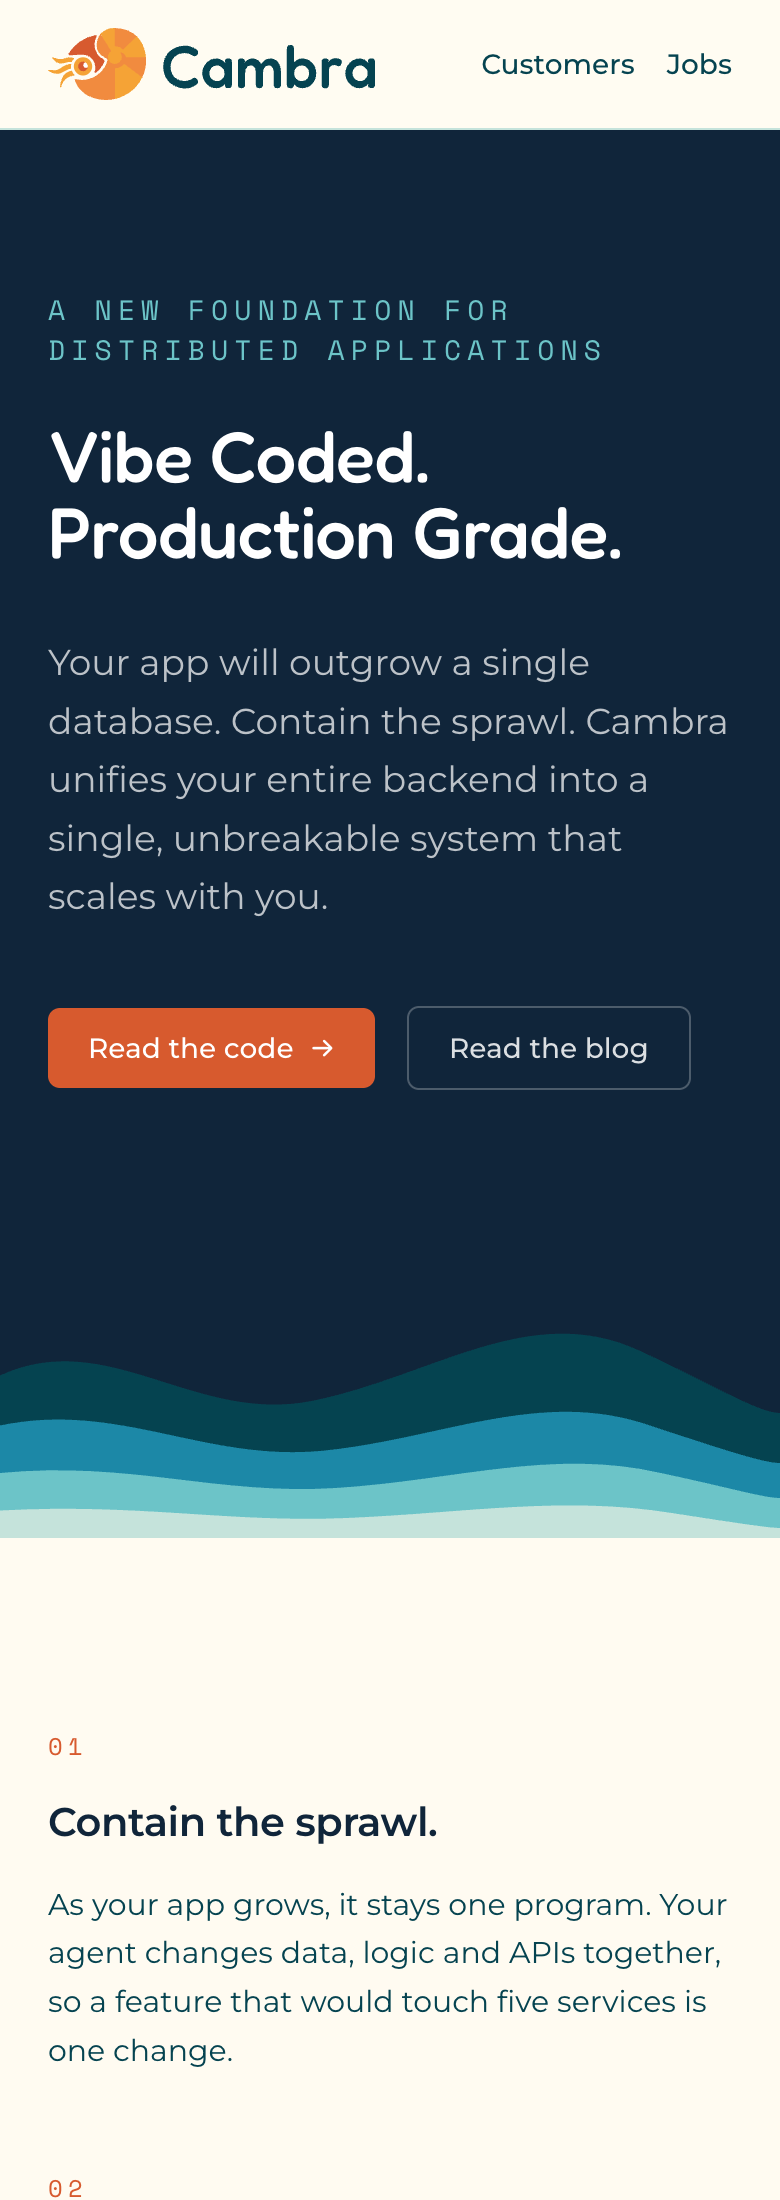 Cambra
Customers Jobs
A NEW FOUNDATION FOR
DISTRIBUTED APPLICATIONS
Vibe Coded.
Production Grade.
Your app will outgrow a single
database. Contain the sprawl. Cambra
unifies your entire backend into a
single, unbreakable system that
scales with you.
Read the code →
Read the blog
01
Contain the sprawl.
As your app grows, it stays one program. Your
agent changes data, logic and APIs together,
so a feature that would touch five services is
one change.
02